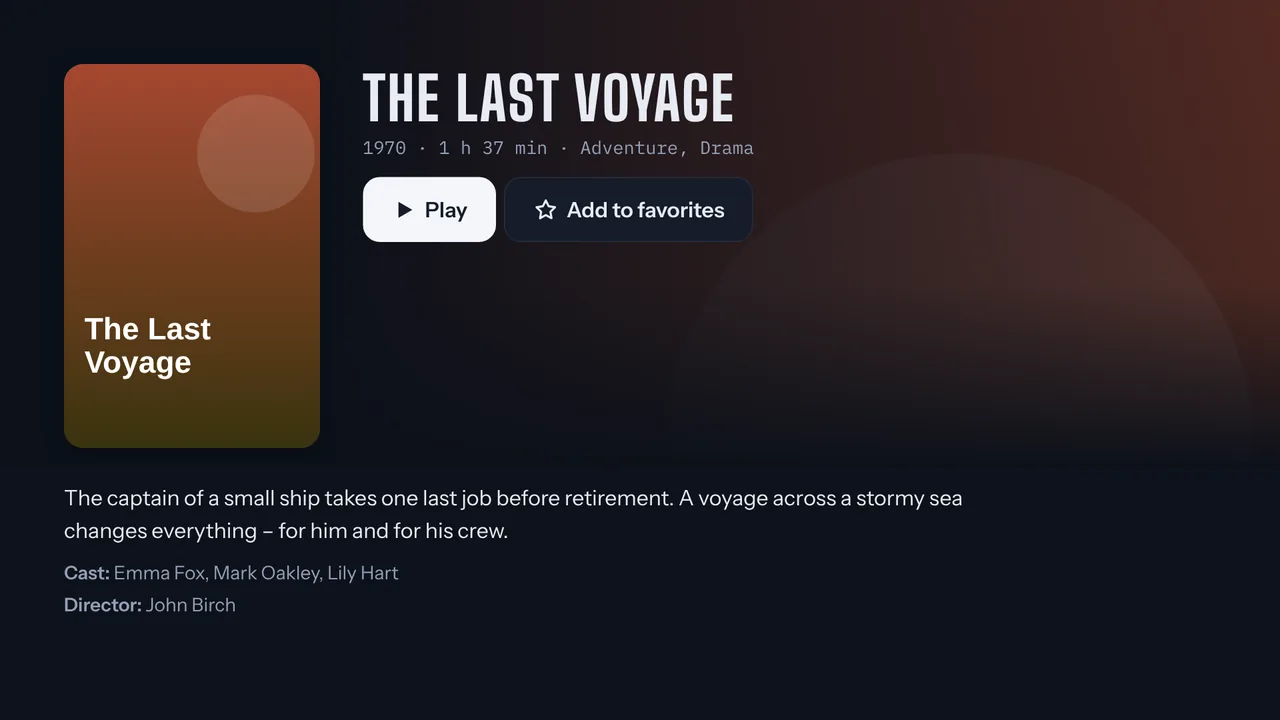 The Last
Voyage
THE LAST VOYAGE
1970 · 1 h 37 min · Adventure, Drama
Play
Add to favorites
The captain of a small ship takes one last job before retirement. A voyage across a stormy sea
changes everything – for him and for his crew.
Cast: Emma Fox, Mark Oakley, Lily Hart
Director: John Birch